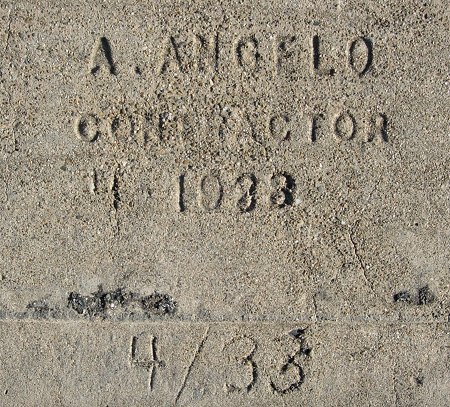 A. ANGELO
CONTRACTOR
4 - 1933
4/33